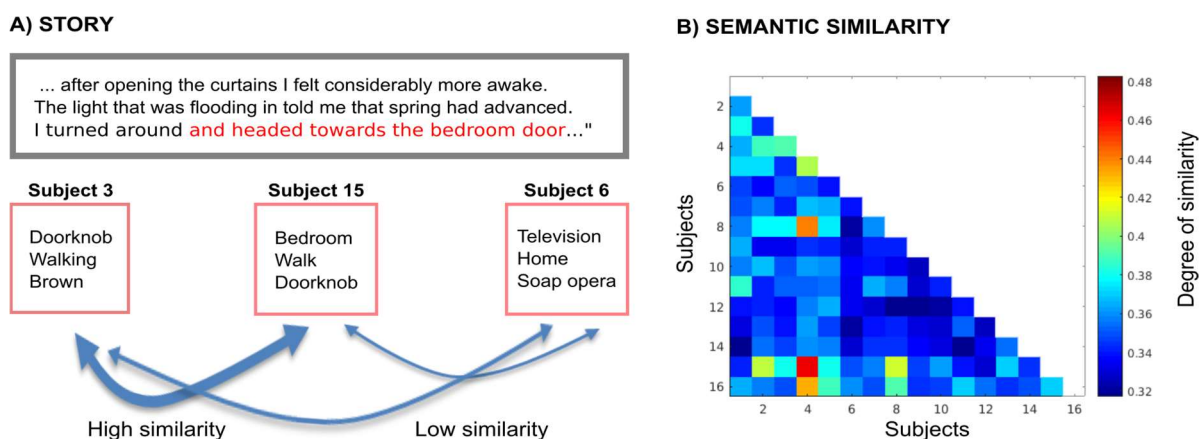 A) STORY
... after opening the curtains I felt considerably more awake.
The light that was flooding in told me that spring had advanced.
I turned around and headed towards the bedroom door..."
Subject 3
Doorknob
Walking
Brown
Subject 15
Bedroom
Walk
Doorknob
Subject 6
Television
Home
Soap opera
High similarity
Low similarity
B) SEMANTIC SIMILARITY
Subjects
2
4
6
8
10
12
14
16
2
4
6
8
10
12
14
16
Subjects
0.48
0.46
0.44
0.42
0.40
0.38
0.36
0.34
0.32
Degree of similarity